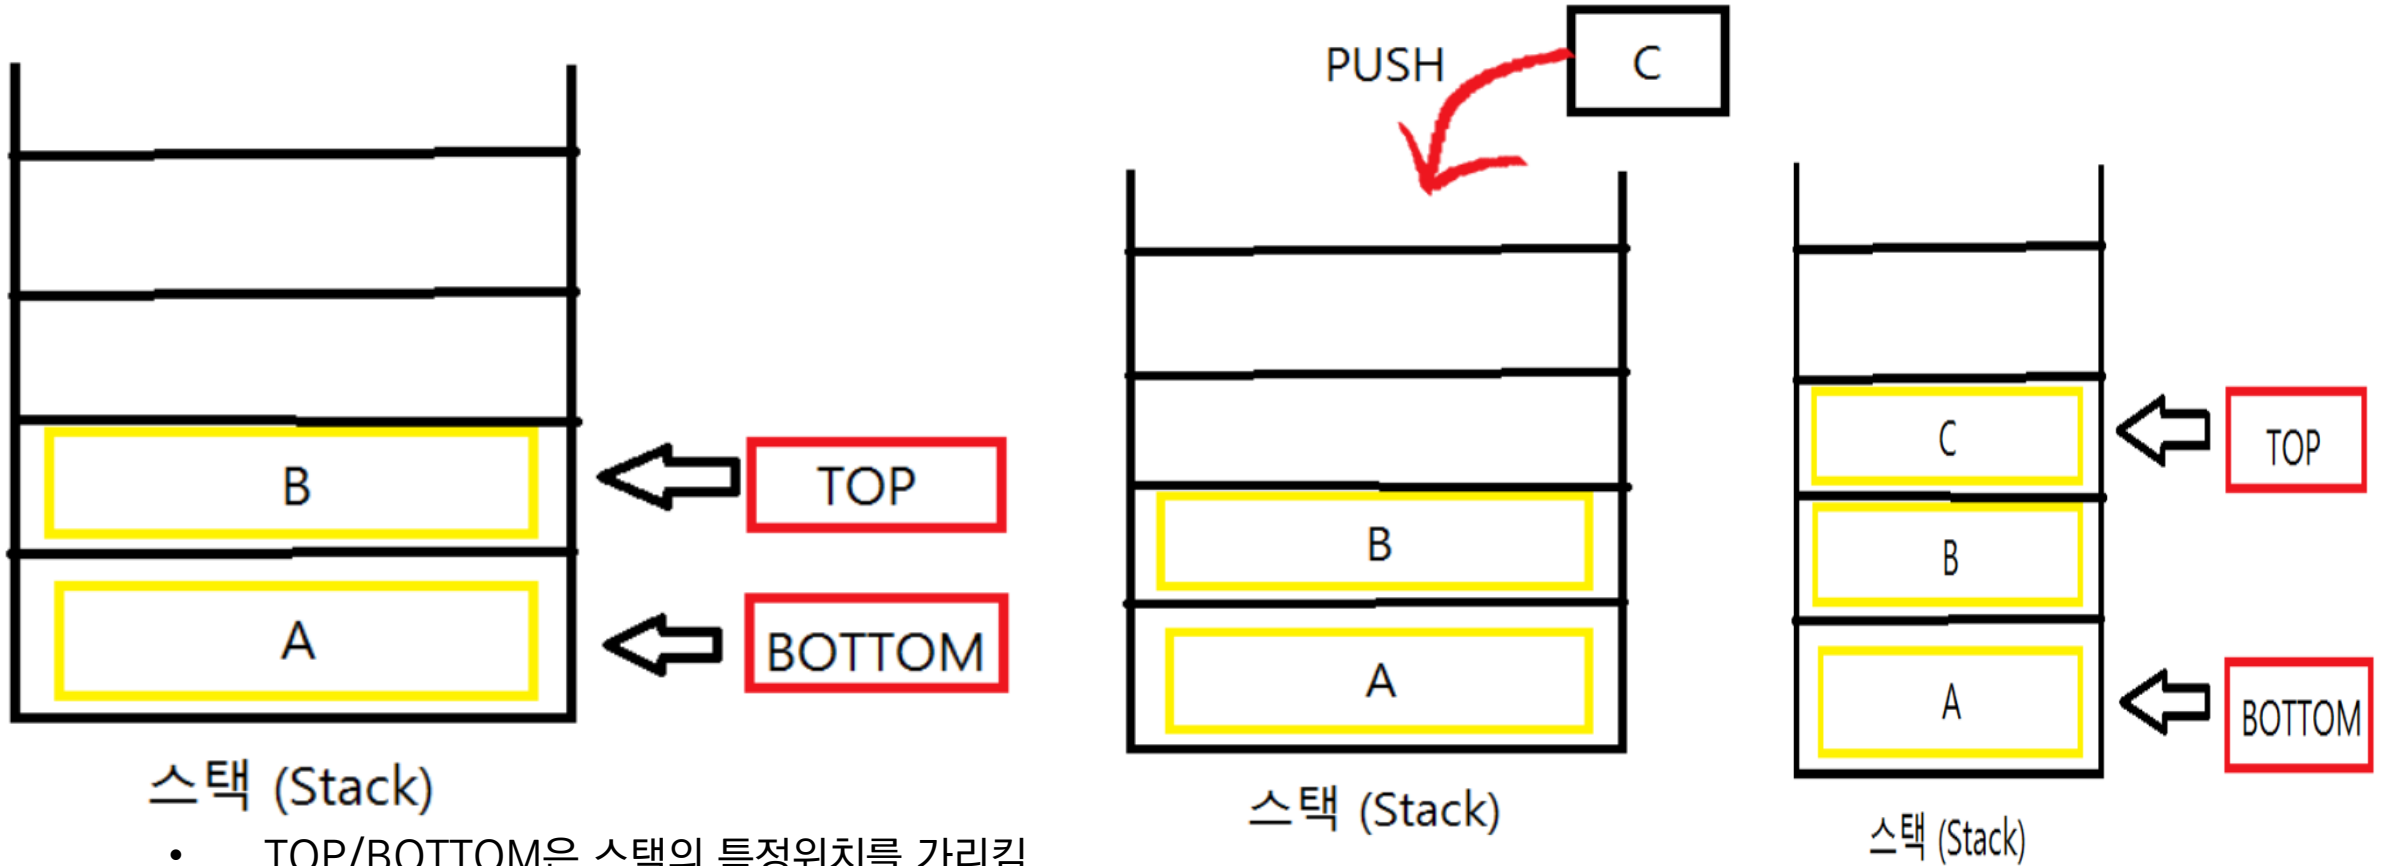 B
TOP
A
BOTTOM
스택 (Stack)
• TOP/BOTTOM은 스택의 특정위치를 가리킴
PUSH
C
B
A
스택 (Stack)
C
TOP
B
A
BOTTOM
스택 (Stack)